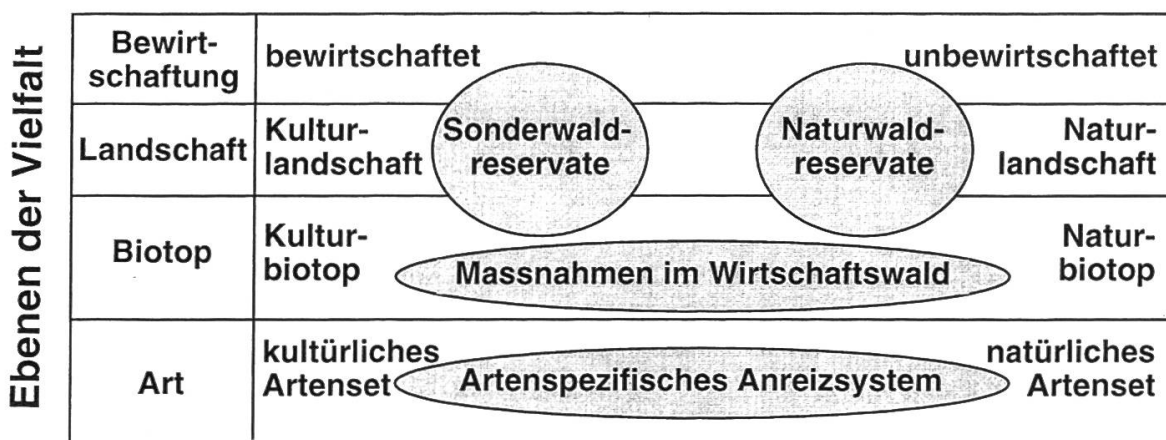 Ebenen der Vielfalt
Bewirt-
schaftung
bewirtschaftet
unbewirtschaftet
Landschaft
Kultur-
landschaft
Sonderwald-
reservate
Naturwald-
reservate
Natur-
landschaft
Biotop
Kultur-
biotop
Massnahmen im Wirtschaftswald
Natur-
biotop
Art
kultürliches
Artenset
Artenspezifisches Anreizsystem
natürliches
Artenset